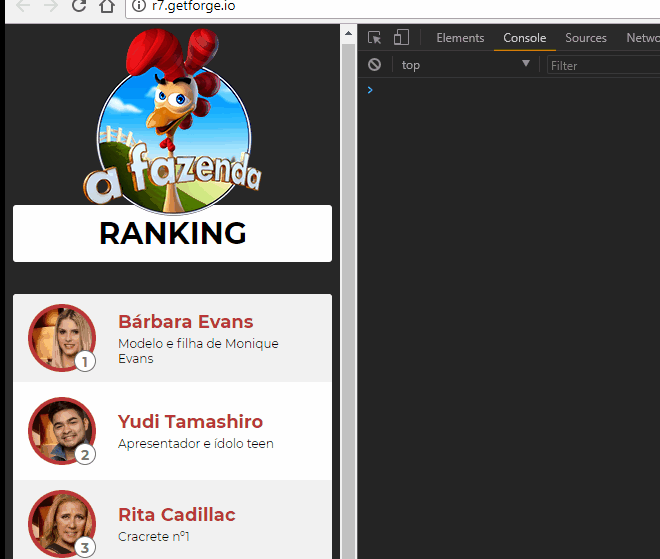 r7.getforge.io
Elements Console Sources Netwo
top Filter
>
a fazenda
RANKING
Bárbara Evans
Modelo e filha de Monique
Evans
1
Yudi Tamashiro
Apresentador e ídolo teen
2
Rita Cadillac
Cracrete nº1
3